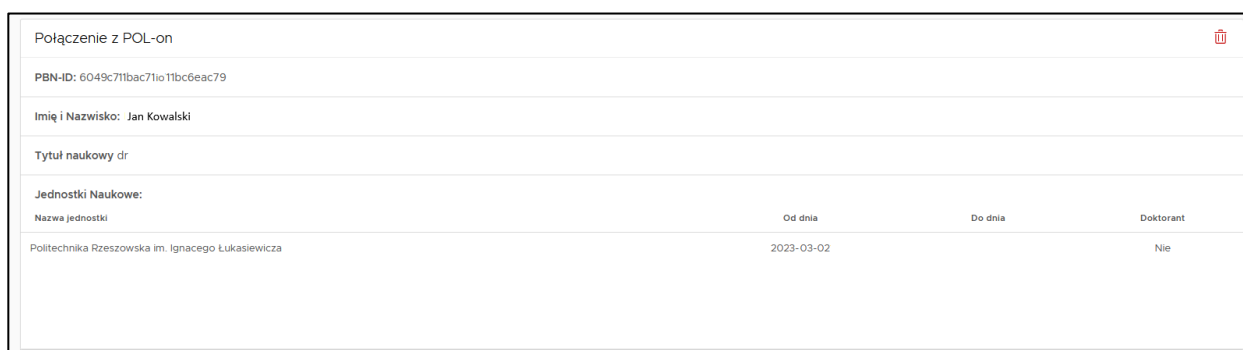 Połączenie z POL-on
PBN-ID: 6049c711bac71io11bc6eac79
Imię i Nazwisko: Jan Kowalski
Tytuł naukowy dr
Jednostki Naukowe:
Nazwa jednostki Od dnia Do dnia Doktorant
Politechnika Rzeszowska im. Ignacego Łukasiewicza 2023-03-02 Nie